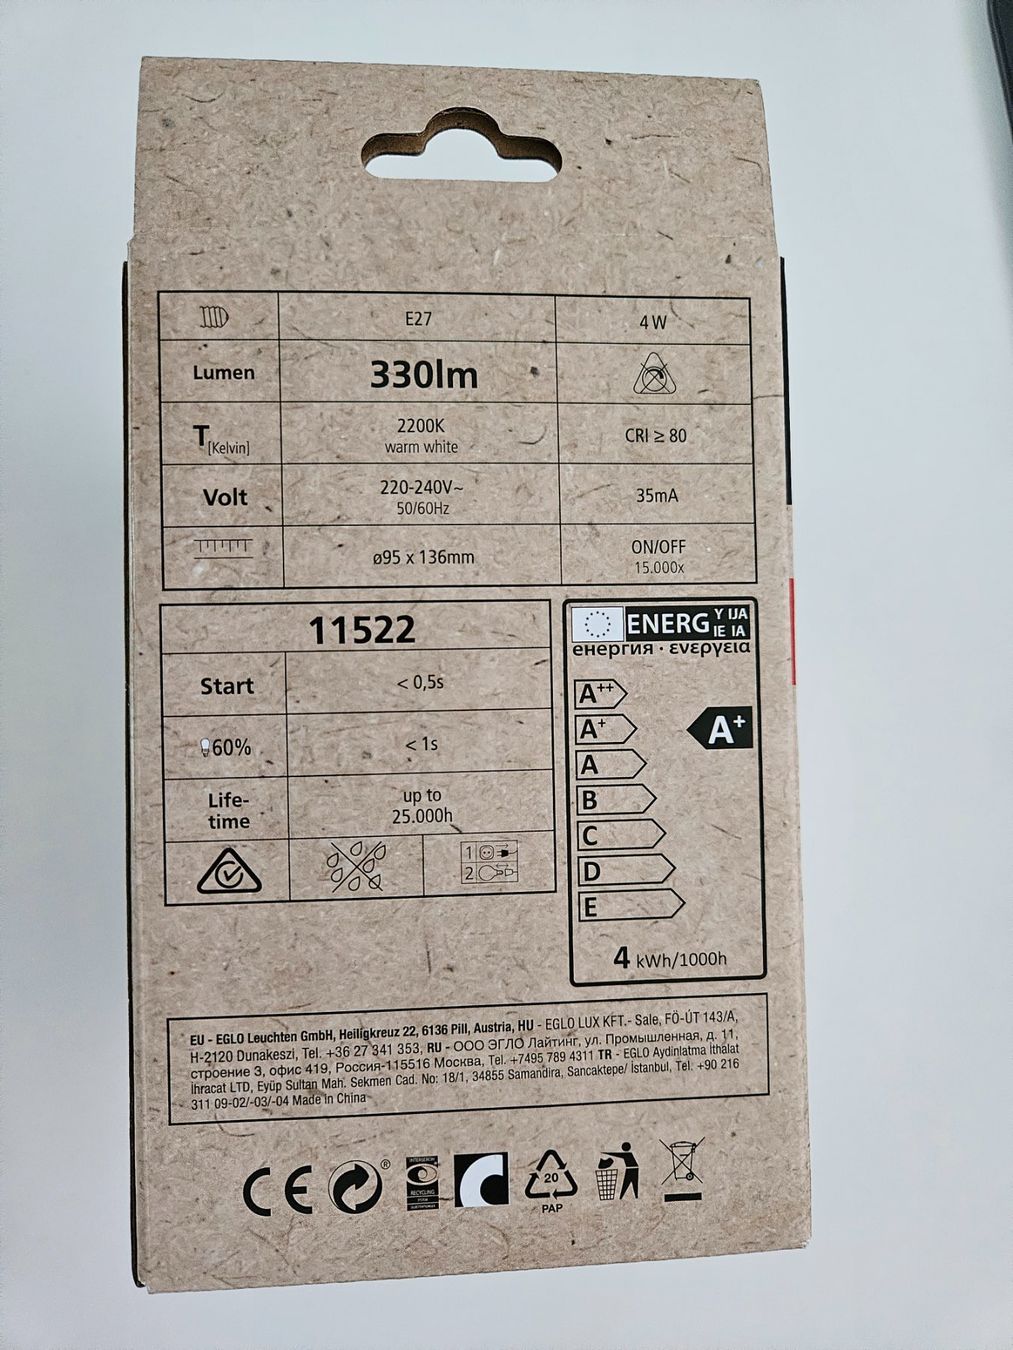 E27
4 W
Lumen
330lm
T[Kelvin]
2200K
warm white
CRI ≥ 80
Volt
220-240V~
50/60Hz
35mA
ø95 x 136mm
ON/OFF
15.000x
11522
Start
< 0,5s
60%
< 1s
Life-
time
up to
25.000h
1
2
ENERG Y IJA
IE IA
енергия · ενεργεια
A++
A+
A+
A
B
C
D
E
4 kWh/1000h
EU - EGLO Leuchten GmbH, Heiligkreuz 22, 6136 Pill, Austria, HU - EGLO LUX KFT.- Sale, FÖ-ÚT 143/A,
H-2120 Dunakeszi, Tel. +36 27 341 353, RU - ООО ЭГЛО Лайтинг, ул. Промышленная, д. 11,
строение 3, офис 419, Россия-115516 Москва, Tel. +7495 789 4311 TR - EGLO Aydinlatma İthalat
İhracat LTD, Eyüp Sultan Mah. Sekmen Cad. No: 18/1, 34855 Samandira, Sancaktepe/ İstanbul, Tel. +90 216
311 09-02/-03/-04 Made in China
CE
®
INTERSEROH
RECYCLING
20
PAP